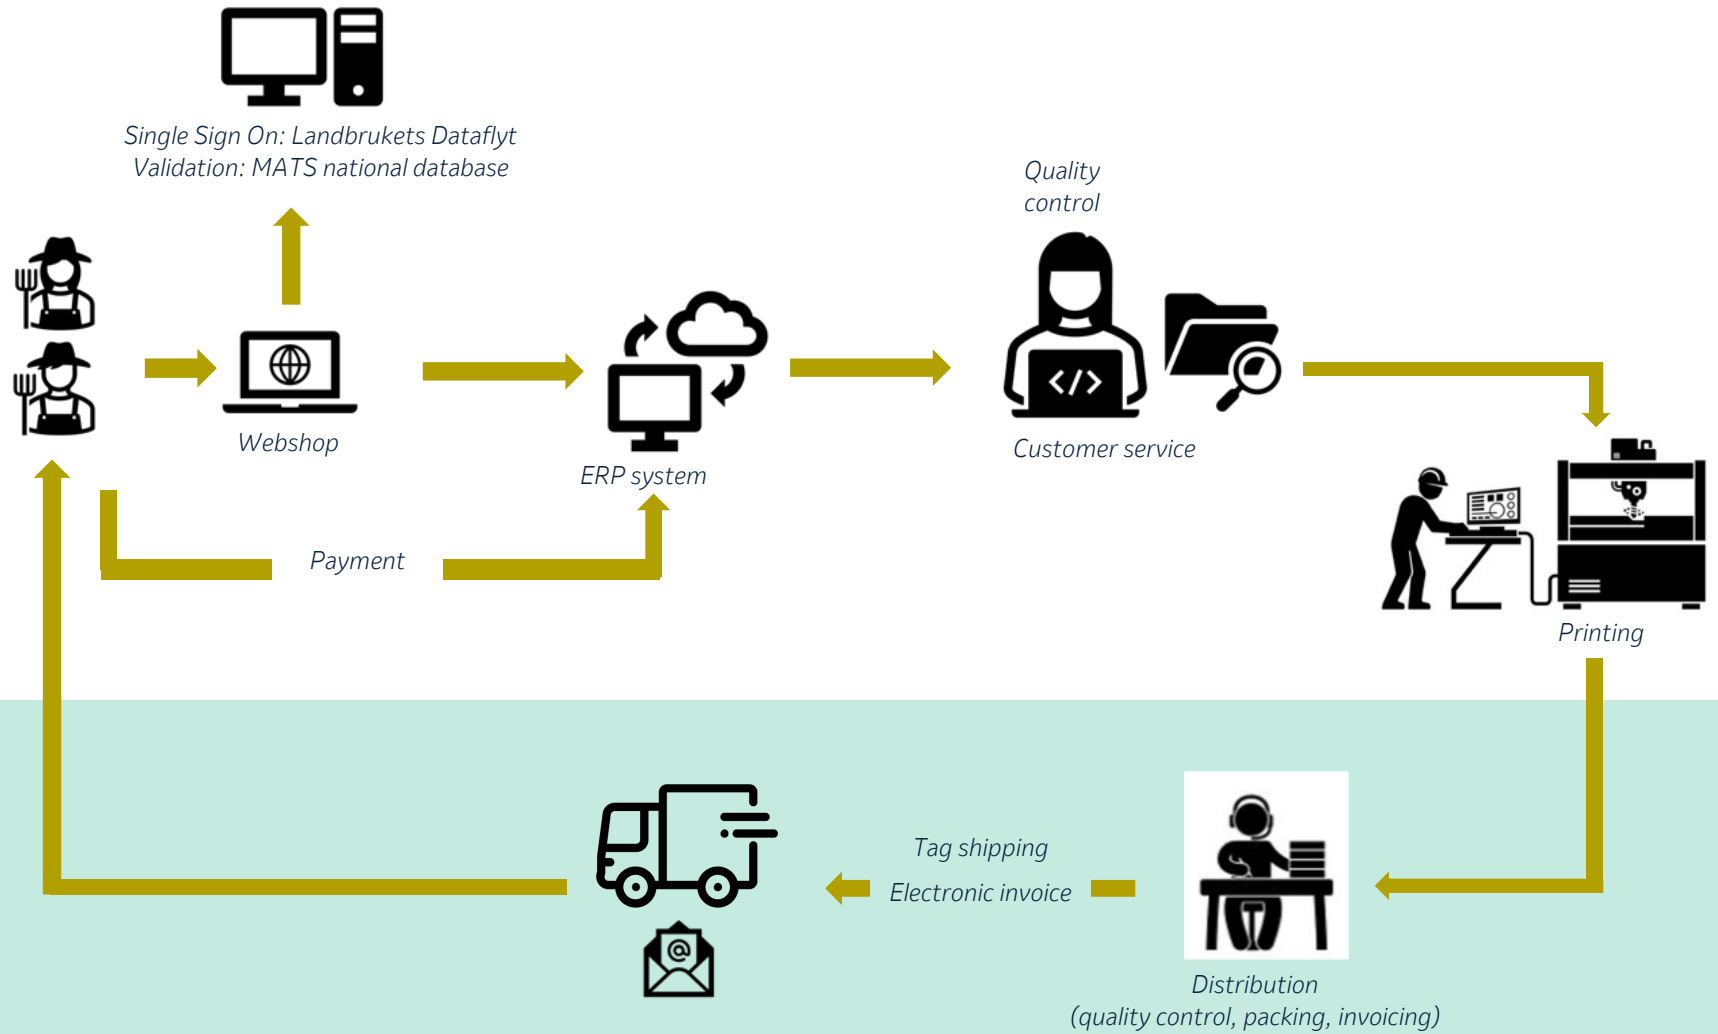 Single Sign On: Landbrukets Dataflyt
Validation: MATS national database
Quality
control
Webshop
ERP system
Customer service
</>
Payment
Printing
Tag shipping
Electronic invoice
@
Distribution
(quality control, packing, invoicing)